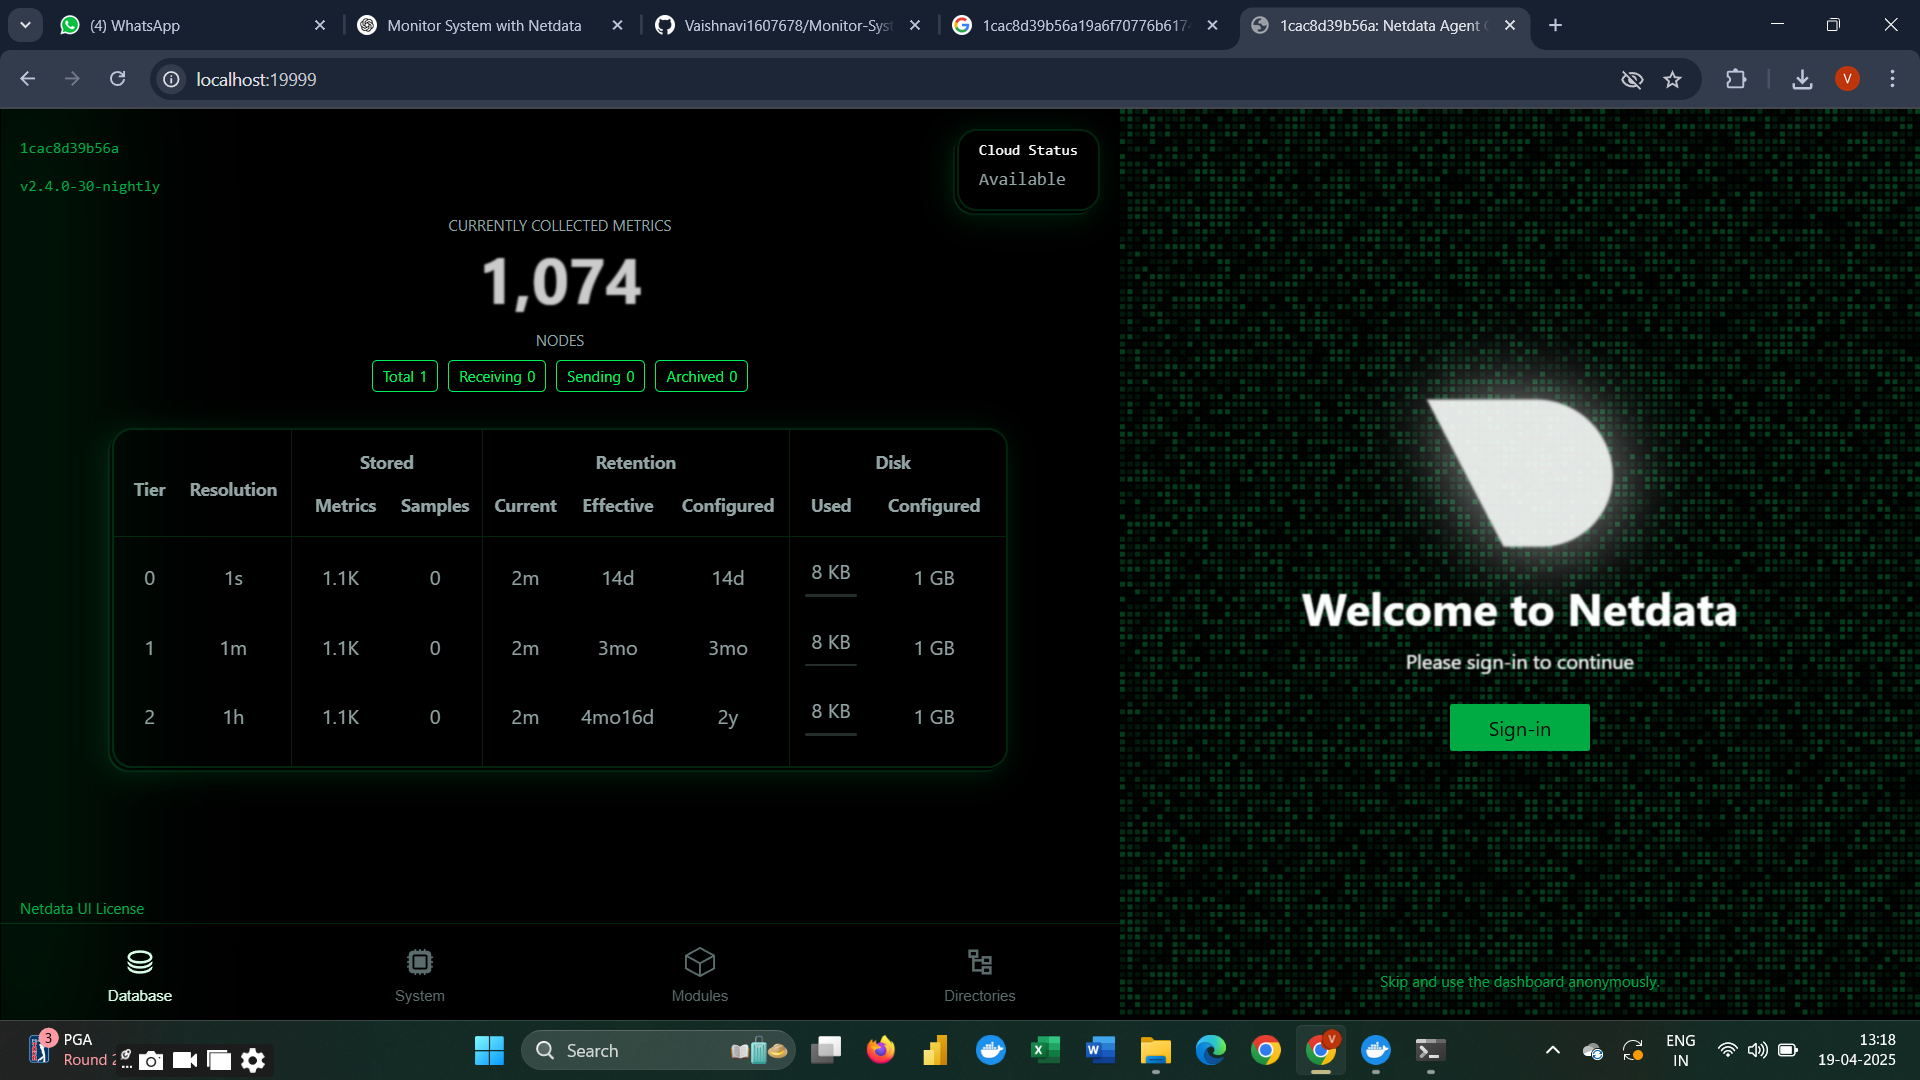 (4) WhatsApp
Monitor System with Netdata
Vaishnavi1607678/Monitor-Syst
1cac8d39b56a19a6f70776b6174
1cac8d39b56a: Netdata Agent C
localhost:19999
V
1cac8d39b56a
v2.4.0-30-nightly
Cloud Status
Available
CURRENTLY COLLECTED METRICS
1,074
NODES
Total 1 Receiving 0 Sending 0 Archived 0
Stored Retention Disk
Tier Resolution
Metrics Samples Current Effective Configured Used Configured
0 1s 1.1K 0 2m 14d 14d 8 KB 1 GB
1 1m 1.1K 0 2m 3mo 3mo 8 KB 1 GB
2 1h 1.1K 0 2m 4mo16d 2y 8 KB 1 GB
Welcome to Netdata
Please sign-in to continue
Sign-in
Skip and use the dashboard anonymously.
Netdata UI License
Database System Modules Directories
3
PGA
Round 2
Search
V
ENG
IN
13:18
19-04-2025